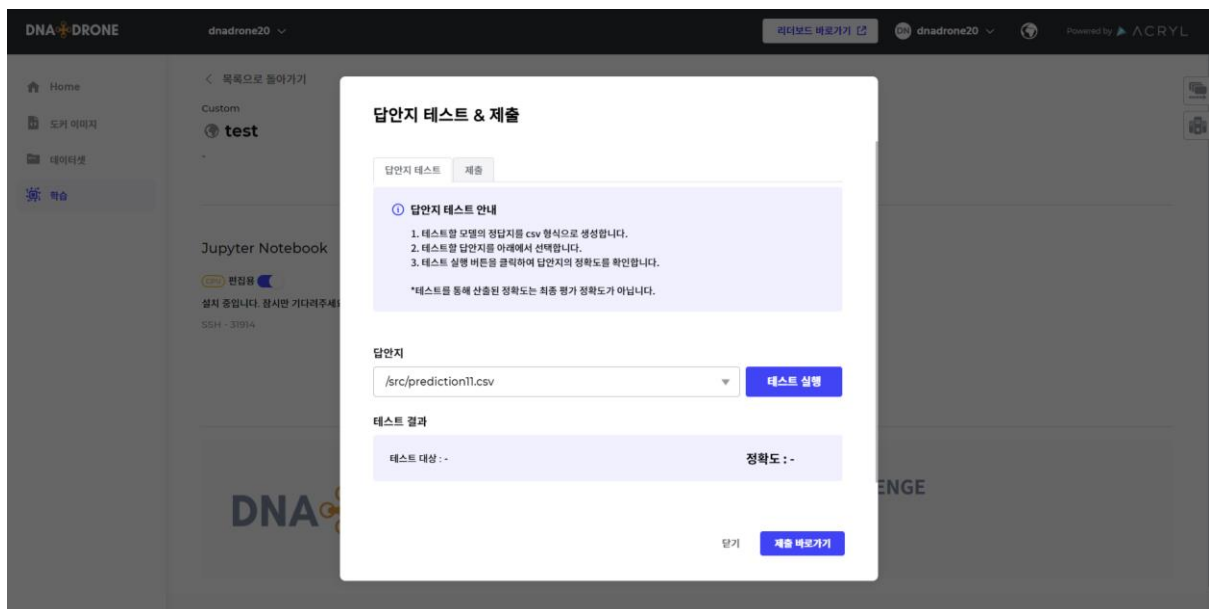 DNA DRONE
dnadrone20
리더보드 바로가기
DN dnadrone20
Powered by ACRYL
Home
도커 이미지
데이터셋
학습
목록으로 돌아가기
Custom
test
-
Jupyter Notebook
편집용
설치 중입니다. 잠시만 기다려주세요
SSH - 31914
답안지 테스트 & 제출
답안지 테스트
제출
답안지 테스트 안내
1. 테스트할 모델의 정답지를 csv 형식으로 생성합니다.
2. 테스트할 답안지를 아래에서 선택합니다.
3. 테스트 실행 버튼을 클릭하여 답안지의 정확도를 확인합니다.
*테스트를 통해 산출된 정확도는 최종 평가 정확도가 아닙니다.
답안지
/src/prediction11.csv
테스트 실행
테스트 결과
테스트 대상 : -
정확도 : -
닫기
제출 바로가기
DNA
ENGE